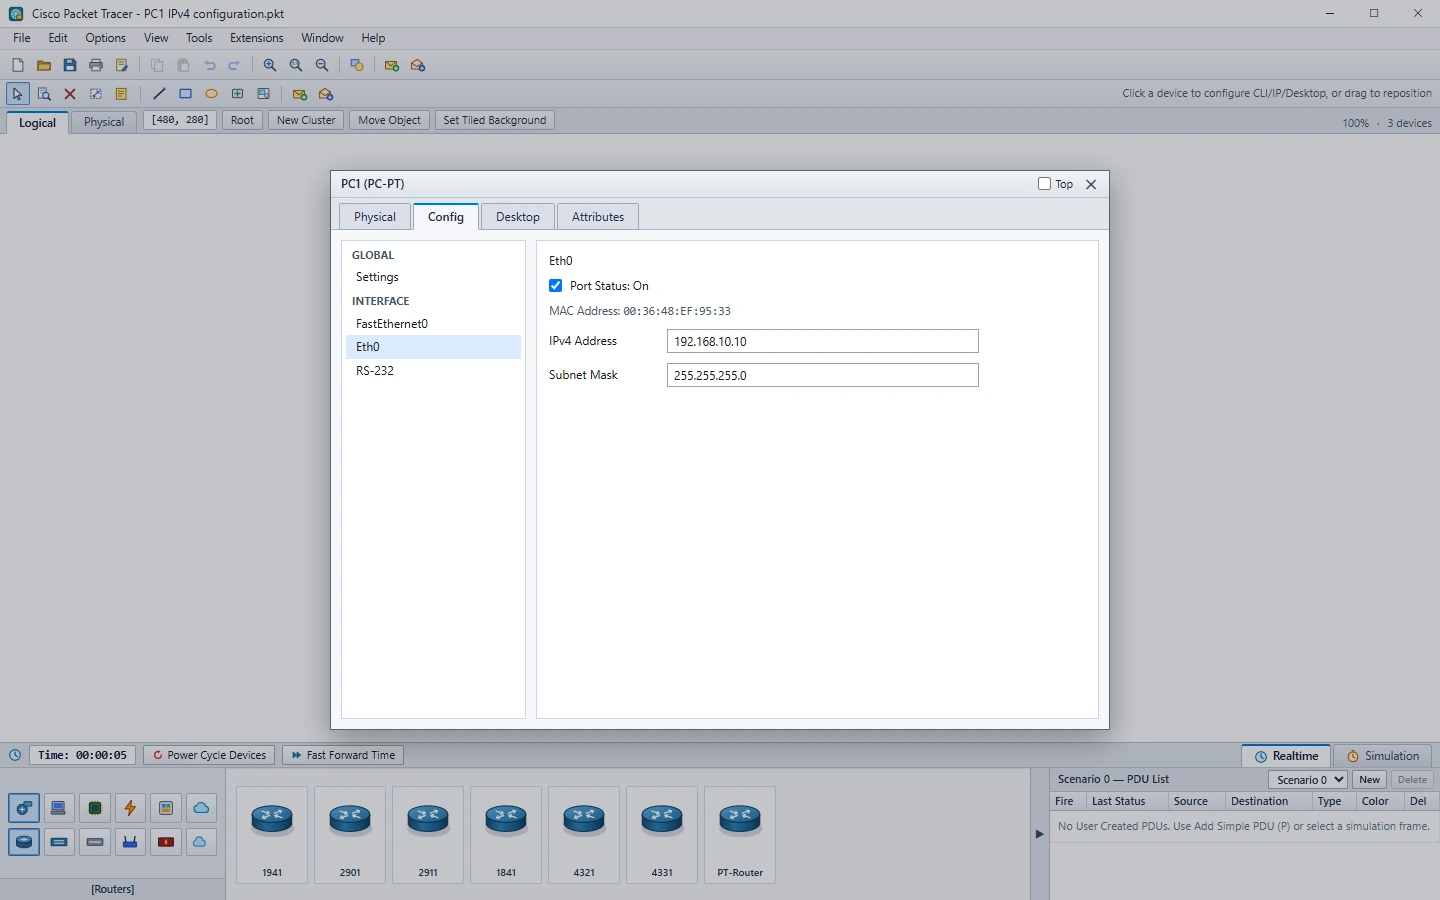 Cisco Packet Tracer - PC1 IPv4 configuration.pkt
File Edit Options View Tools Extensions Window Help
Click a device to configure CLI/IP/Desktop, or drag to reposition
Logical Physical [480, 280] Root New Cluster Move Object Set Tiled Background 100% · 3 devices
PC1 (PC-PT) Top
Physical Config Desktop Attributes
GLOBAL
Settings
INTERFACE
FastEthernet0
Eth0
RS-232
Eth0
Port Status: On
MAC Address: 00:36:48:EF:95:33
IPv4 Address 192.168.10.10
Subnet Mask 255.255.255.0
Time: 00:00:05 Power Cycle Devices Fast Forward Time Realtime Simulation
[Routers]
1941 2901 2911 1841 4321 4331 PT-Router
Scenario 0 — PDU List Scenario 0 New Delete
Fire Last Status Source Destination Type Color Del
No User Created PDUs. Use Add Simple PDU (P) or select a simulation frame.